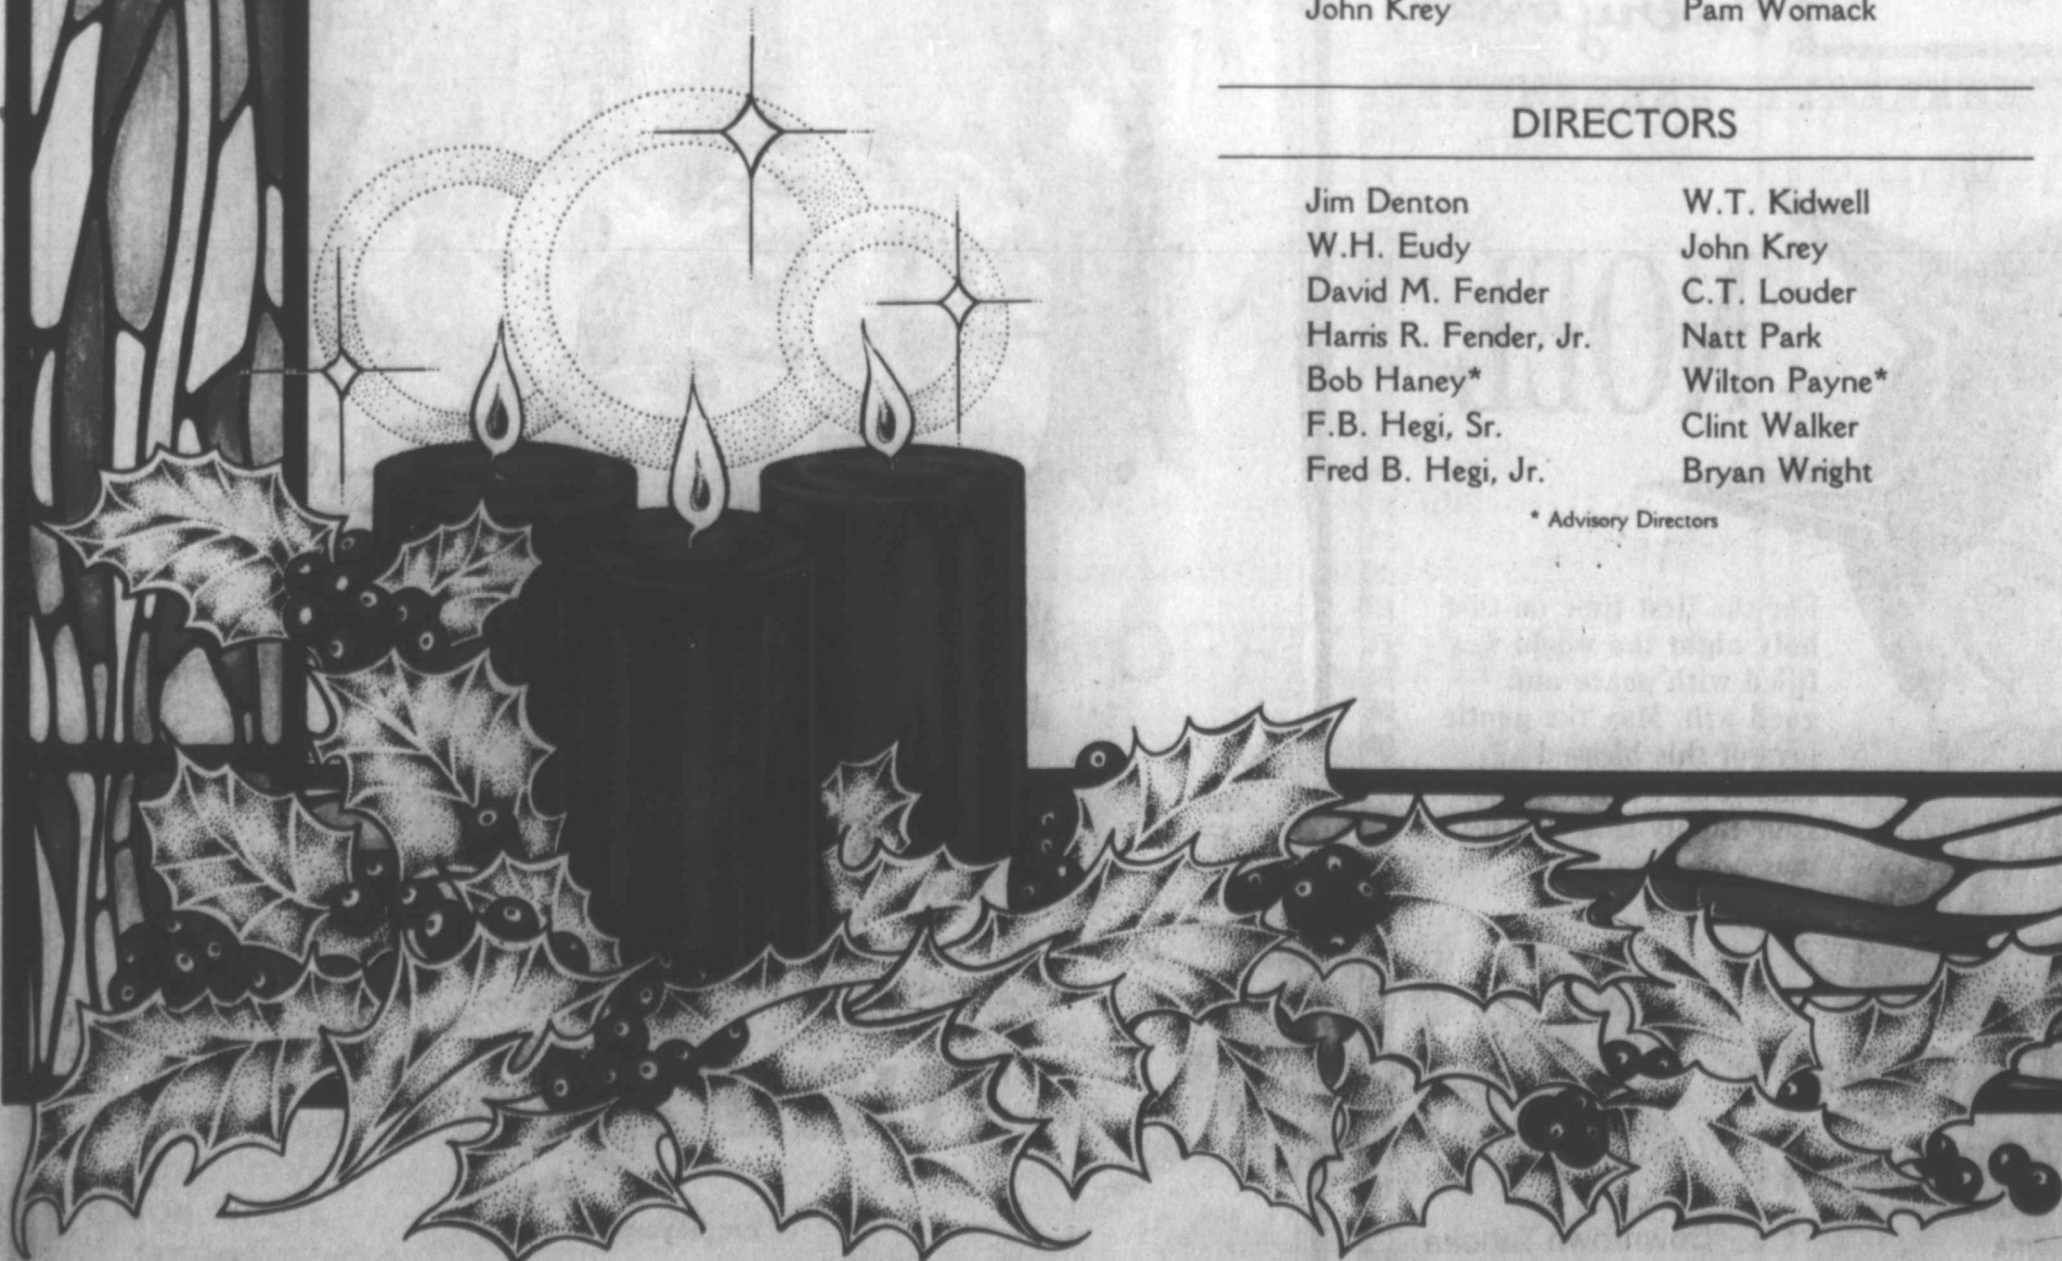 John Krey Pam Womack
DIRECTORS
Jim Denton W.T. Kidwell
W.H. Eudy John Krey
David M. Fender C.T. Louder
Harris R. Fender, Jr. Natt Park
Bob Haney* Wilton Payne*
F.B. Hegi, Sr. Clint Walker
Fred B. Hegi, Jr. Bryan Wright
* Advisory Directors